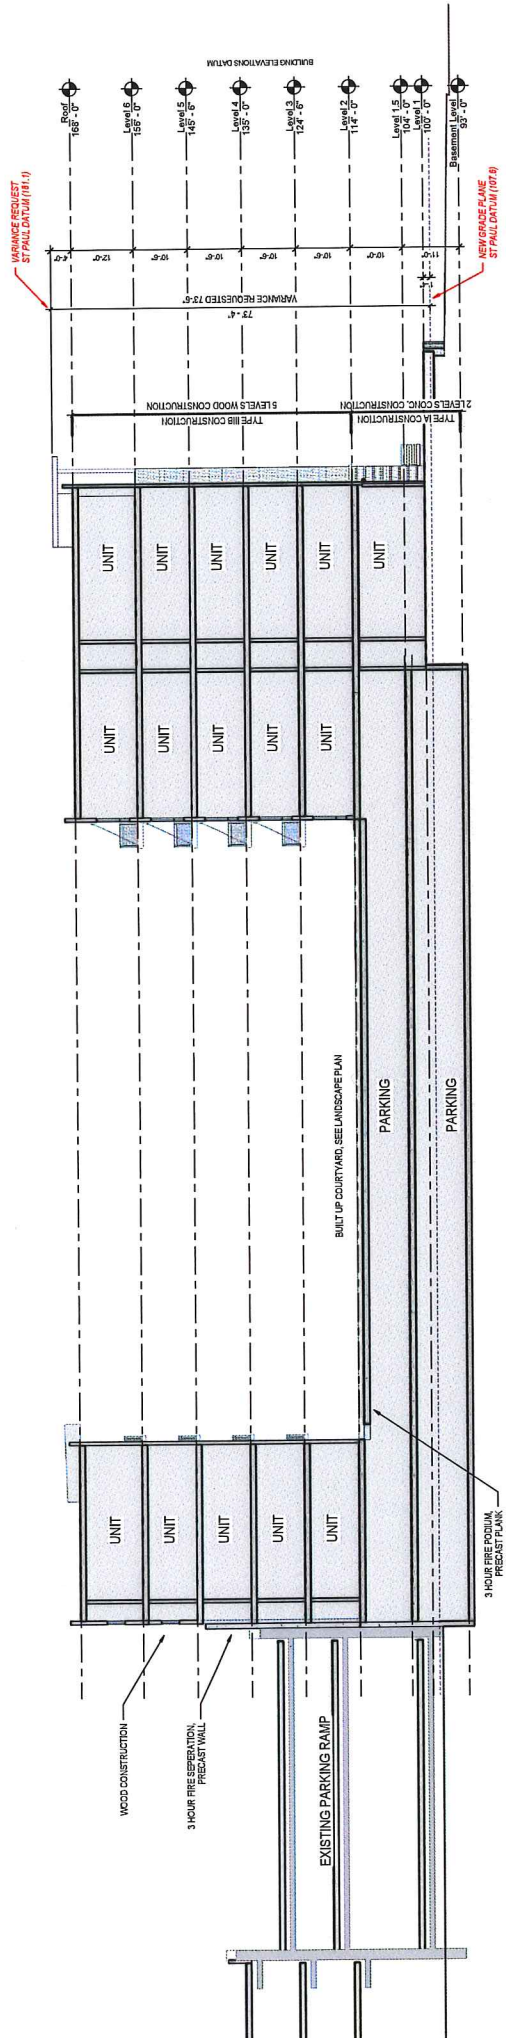 VARIANCE REQUEST
ST PAUL DATUM (181.1)
BUILDING ELEVATIONS DATUM
Roof
168' - 0"
Level 6
156' - 0"
Level 5
145' - 6"
Level 4
135' - 0"
Level 3
124' - 6"
Level 2
114' - 0"
Level 1.5
104' - 0"
Level 1
100' - 0"
Basement Level
93' - 0"
NEW GRADE PLANE
ST PAUL DATUM (107.6)
12'-0"
10'-6"
10'-6"
10'-6"
10'-6"
10'-0"
11'-0"
VARIANCE REQUESTED 73'-6"
73' - 4"
5 LEVELS WOOD CONSTRUCTION
TYPE IIIB CONSTRUCTION
2 LEVELS CONC. CONSTRUCTION
TYPE IA CONSTRUCTION
UNIT
UNIT
UNIT
UNIT
UNIT
UNIT
UNIT
UNIT
UNIT
UNIT
UNIT
BUILT UP COURTYARD, SEE LANDSCAPE PLAN
PARKING
PARKING
UNIT
UNIT
UNIT
UNIT
UNIT
3 HOUR FIRE PODIUM,
PRECAST PLANK
WOOD CONSTRUCTION
3 HOUR FIRE SEPERATION,
PRECAST WALL
EXISTING PARKING RAMP